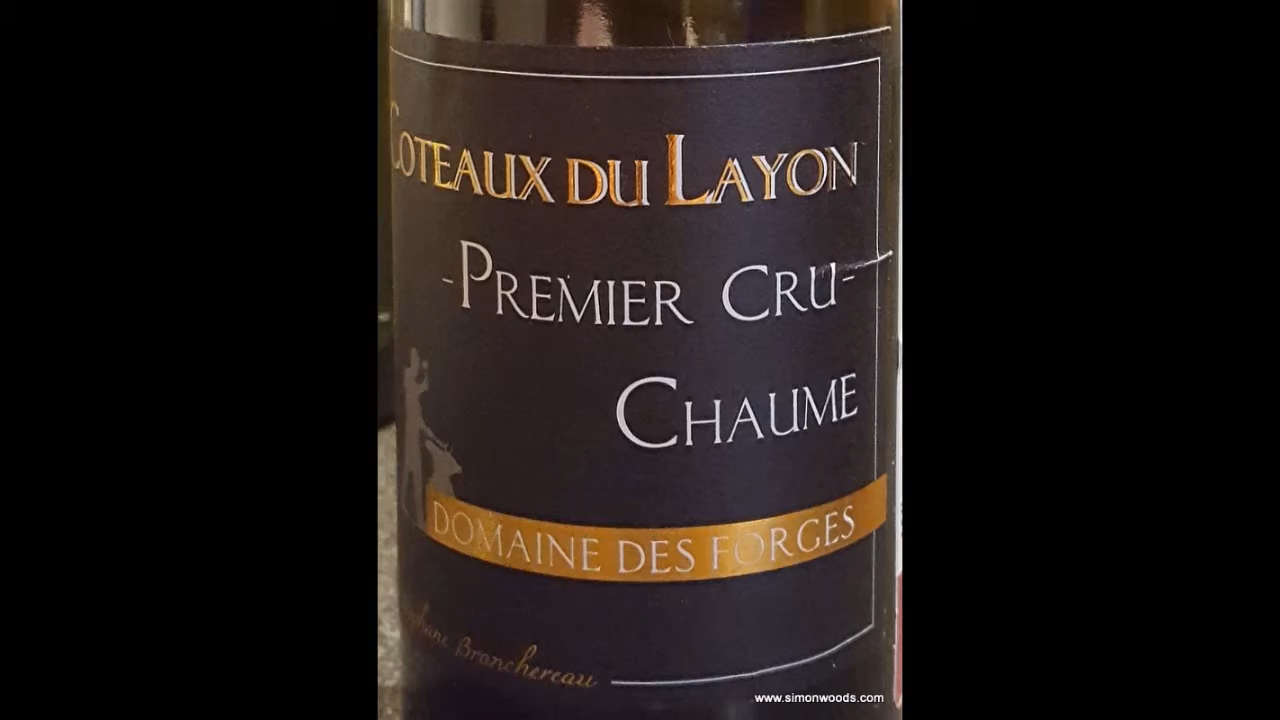 COTEAUX DU LAYON
-PREMIER CRU-
CHAUME
DOMAINE DES FORGES
Branchereau
www.simonwoods.com